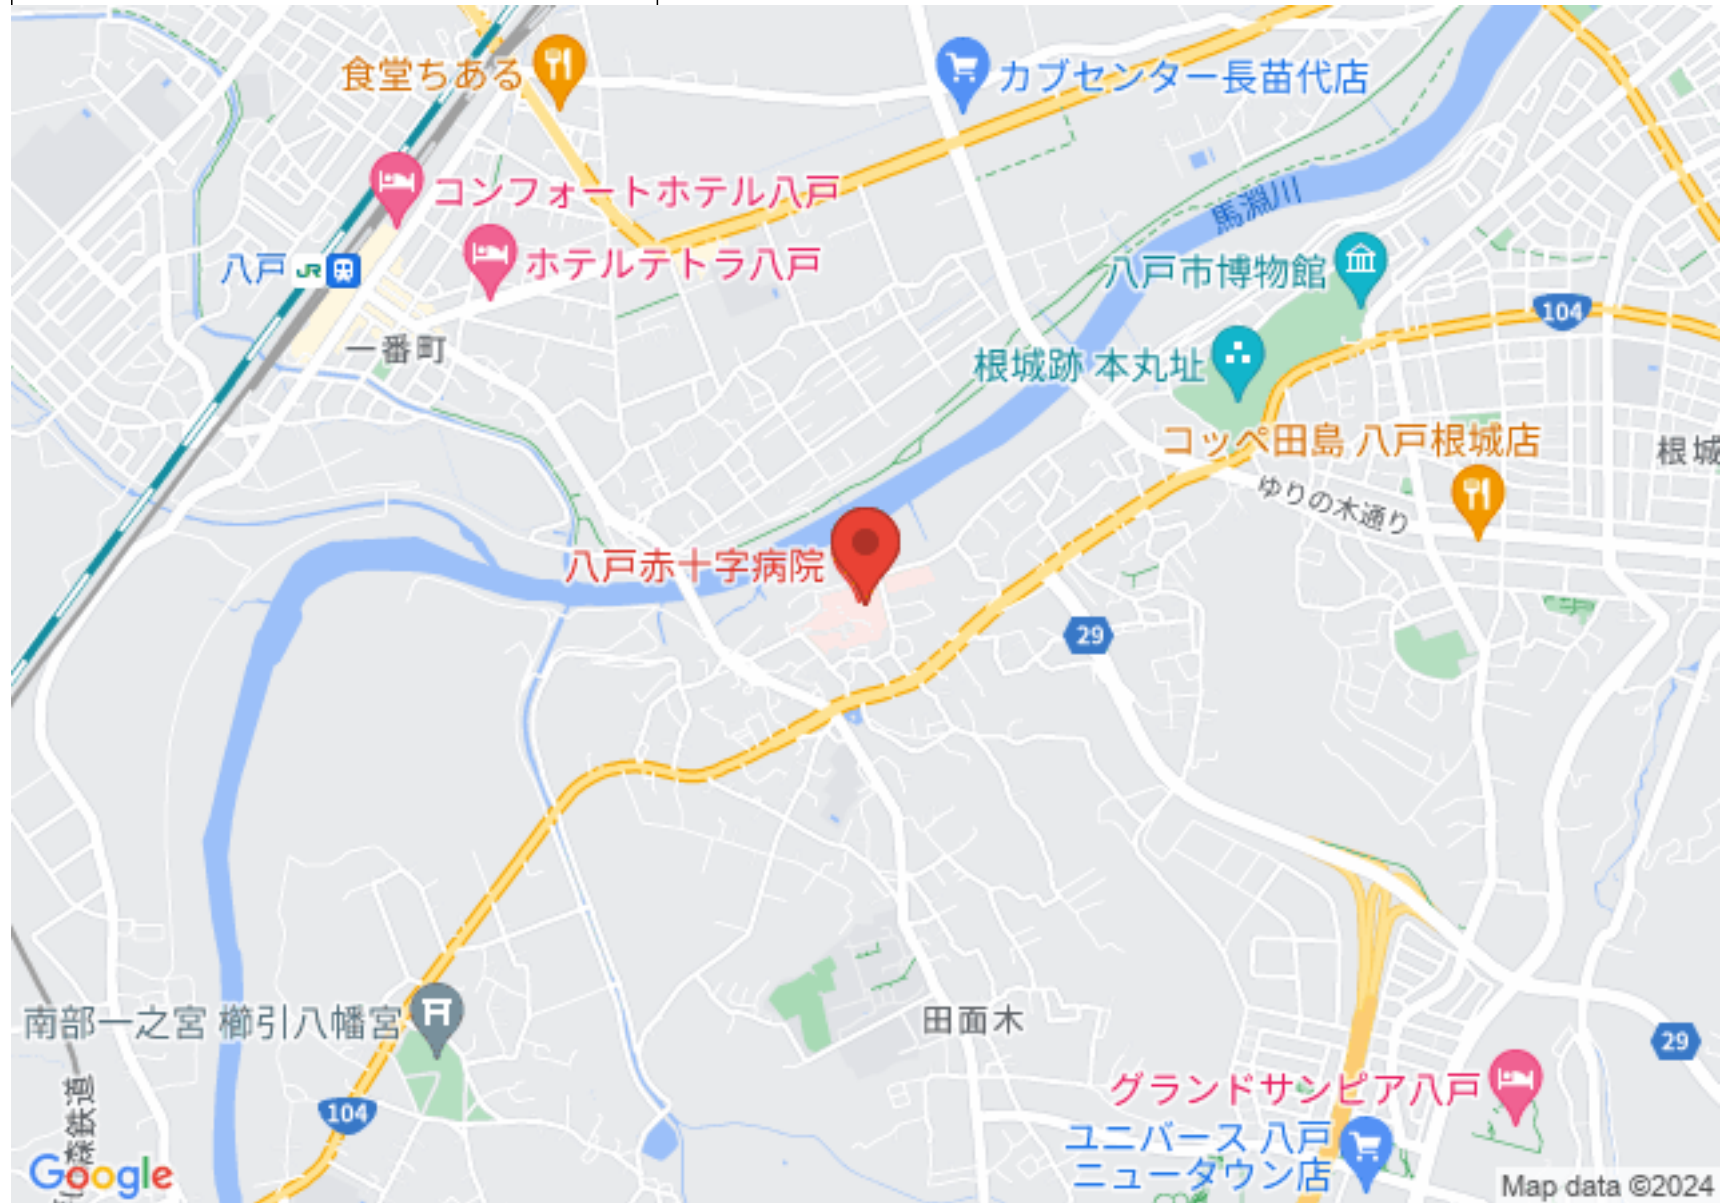 食堂ちある
カブセンター長苗代店
コンフォートホテル八戸
馬淵川
八戸 JR
ホテルテトラ八戸
八戸市博物館
104
一番町
根城跡 本丸址
コッペ田島 八戸根城店
根城
ゆりの木通り
八戸赤十字病院
29
南部一之宮 櫛引八幡宮
田面木
29
グランドサンピア八戸
104
ユニバース 八戸
ニュータウン店
森鉄道
Google
Map data ©2024